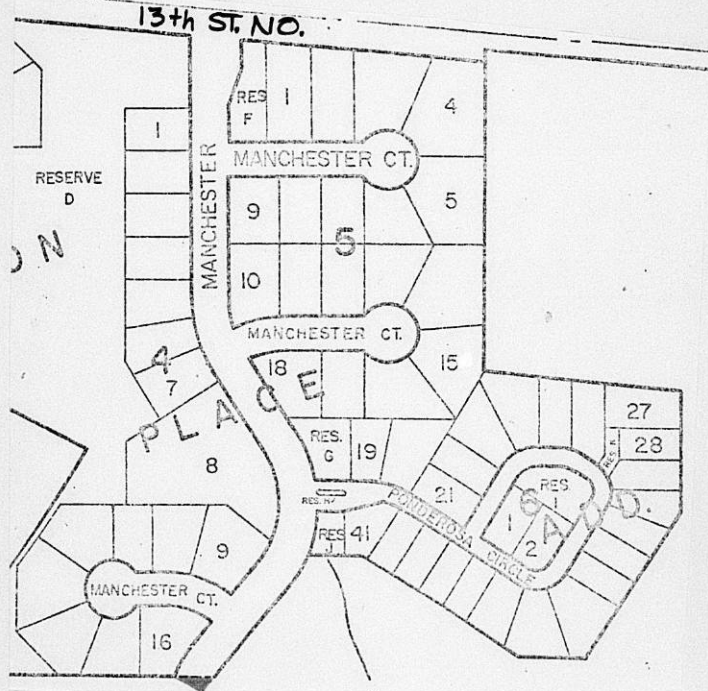 13th ST. NO.
RES
F
1
4
1
MANCHESTER CT.
RESERVE
D
MANCHESTER
9
5
5
ON
10
MANCHESTER CT.
4
7
18
15
PLACE
8
RES.
G
19
27
28
RES. K
21
RES. H
PONDEROSA CIRCLE
RES
I
6
ADD.
1
2
RES
J
41
9
MANCHESTER CT.
16